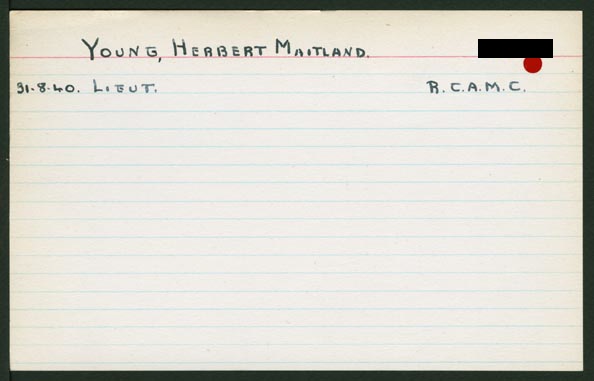 Young, Herbert Maitland.
31-8-40. Lieut. R.C.A.M.C.